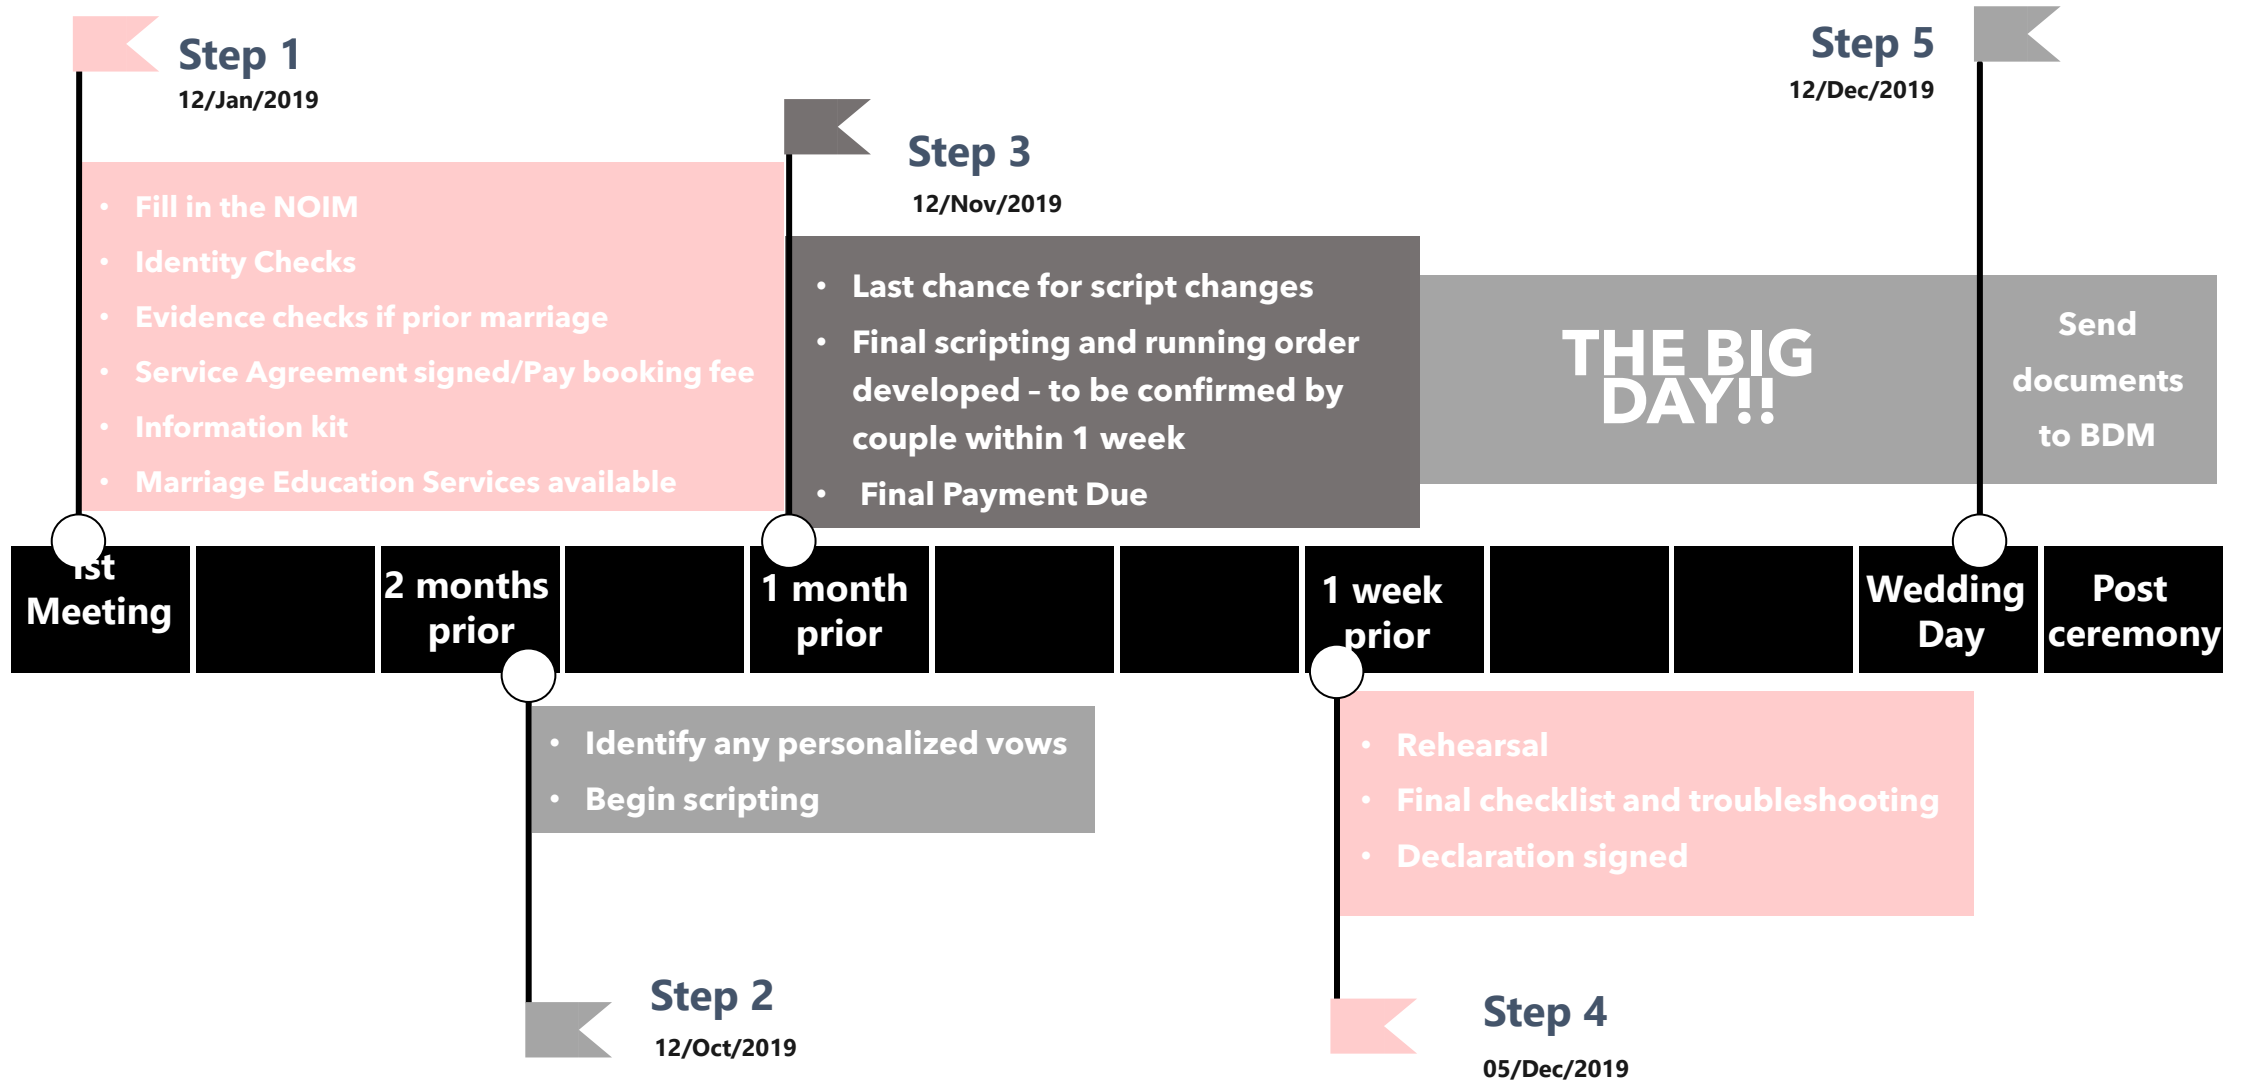 Step 1
12/Jan/2019
• Fill in the NOIM
• Identity Checks
• Evidence checks if prior marriage
• Service Agreement signed/Pay booking fee
• Information kit
• Marriage Education Services available
Step 3
12/Nov/2019
• Last chance for script changes
• Final scripting and running order
developed – to be confirmed by
couple within 1 week
• Final Payment Due
THE BIG
DAY!!
Step 5
12/Dec/2019
Send
documents
to BDM
1st
Meeting
2 months
prior
1 month
prior
1 week
prior
Wedding
Day
Post
ceremony
• Identify any personalized vows
• Begin scripting
Step 2
12/Oct/2019
• Rehearsal
• Final checklist and troubleshooting
• Declaration signed
Step 4
05/Dec/2019